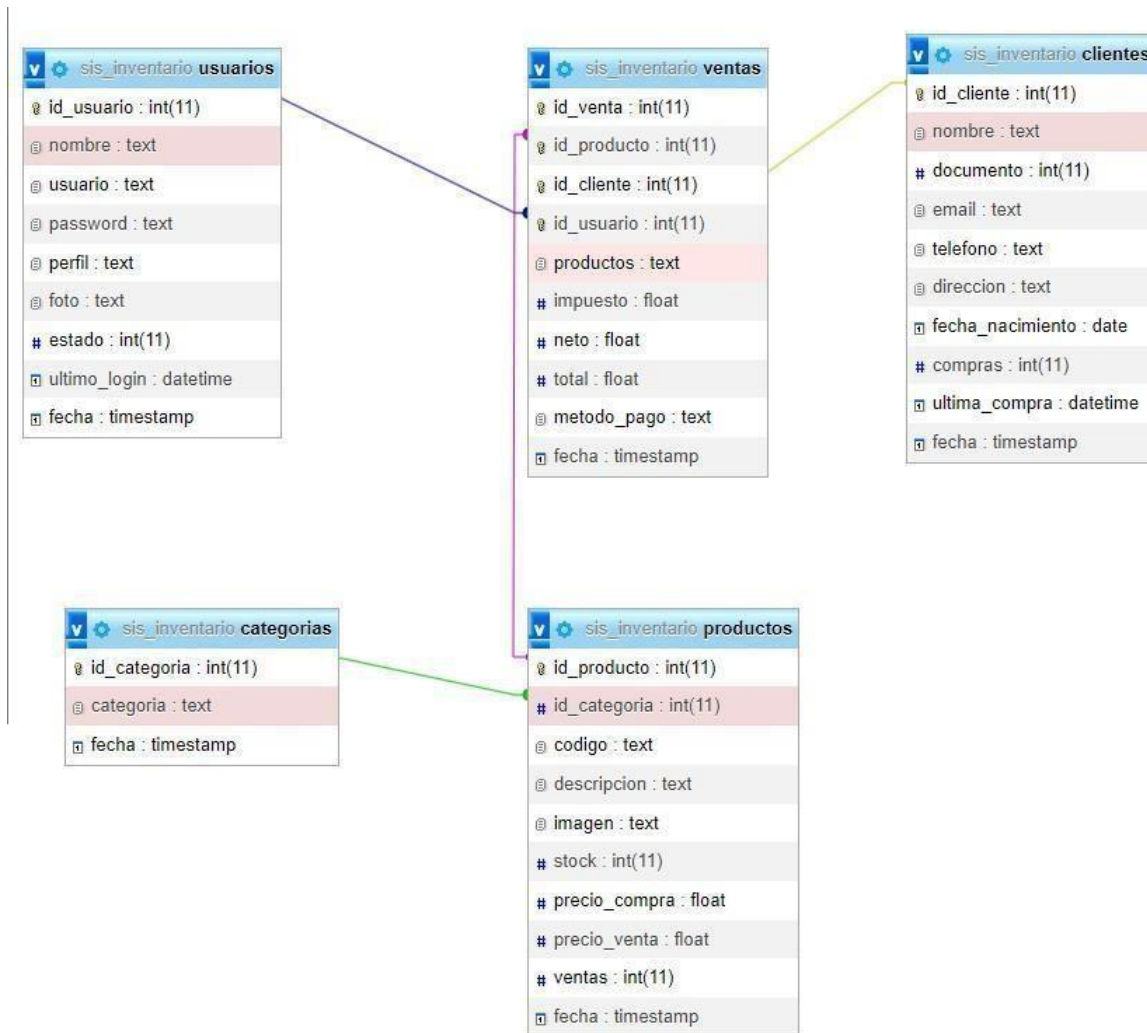 v sis_inventario usuarios
id_usuario : int(11)
nombre : text
usuario : text
password : text
perfil : text
foto : text
# estado : int(11)
ultimo_login : datetime
fecha : timestamp
v sis_inventario ventas
id_venta : int(11)
id_producto : int(11)
id_cliente : int(11)
id_usuario : int(11)
productos : text
# impuesto : float
# neto : float
# total : float
metodo_pago : text
fecha : timestamp
v sis_inventario clientes
id_cliente : int(11)
nombre : text
# documento : int(11)
email : text
telefono : text
direccion : text
fecha_nacimiento : date
# compras : int(11)
ultima_compra : datetime
fecha : timestamp
v sis_inventario categorias
id_categoria : int(11)
categoria : text
fecha : timestamp
v sis_inventario productos
id_producto : int(11)
# id_categoria : int(11)
codigo : text
descripcion : text
imagen : text
# stock : int(11)
# precio_compra : float
# precio_venta : float
# ventas : int(11)
fecha : timestamp